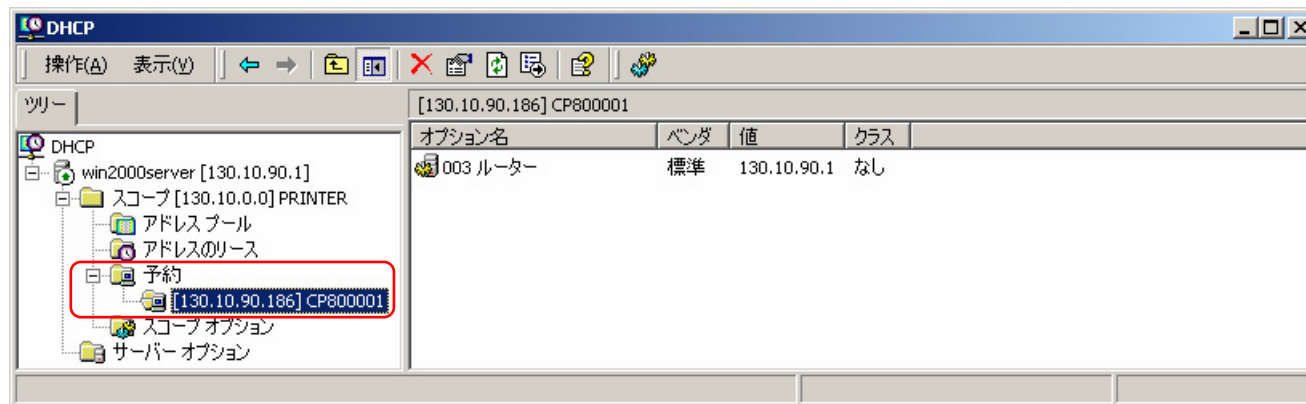 DHCP
操作(A) 表示(V)
ツリー
[130.10.90.186] CP800001
オプション名 ベンダ 値 クラス
003 ルーター 標準 130.10.90.1 なし
DHCP
win2000server [130.10.90.1]
スコープ [130.10.0.0] PRINTER
アドレス プール
アドレスのリース
予約
[130.10.90.186] CP800001
スコープ オプション
サーバー オプション